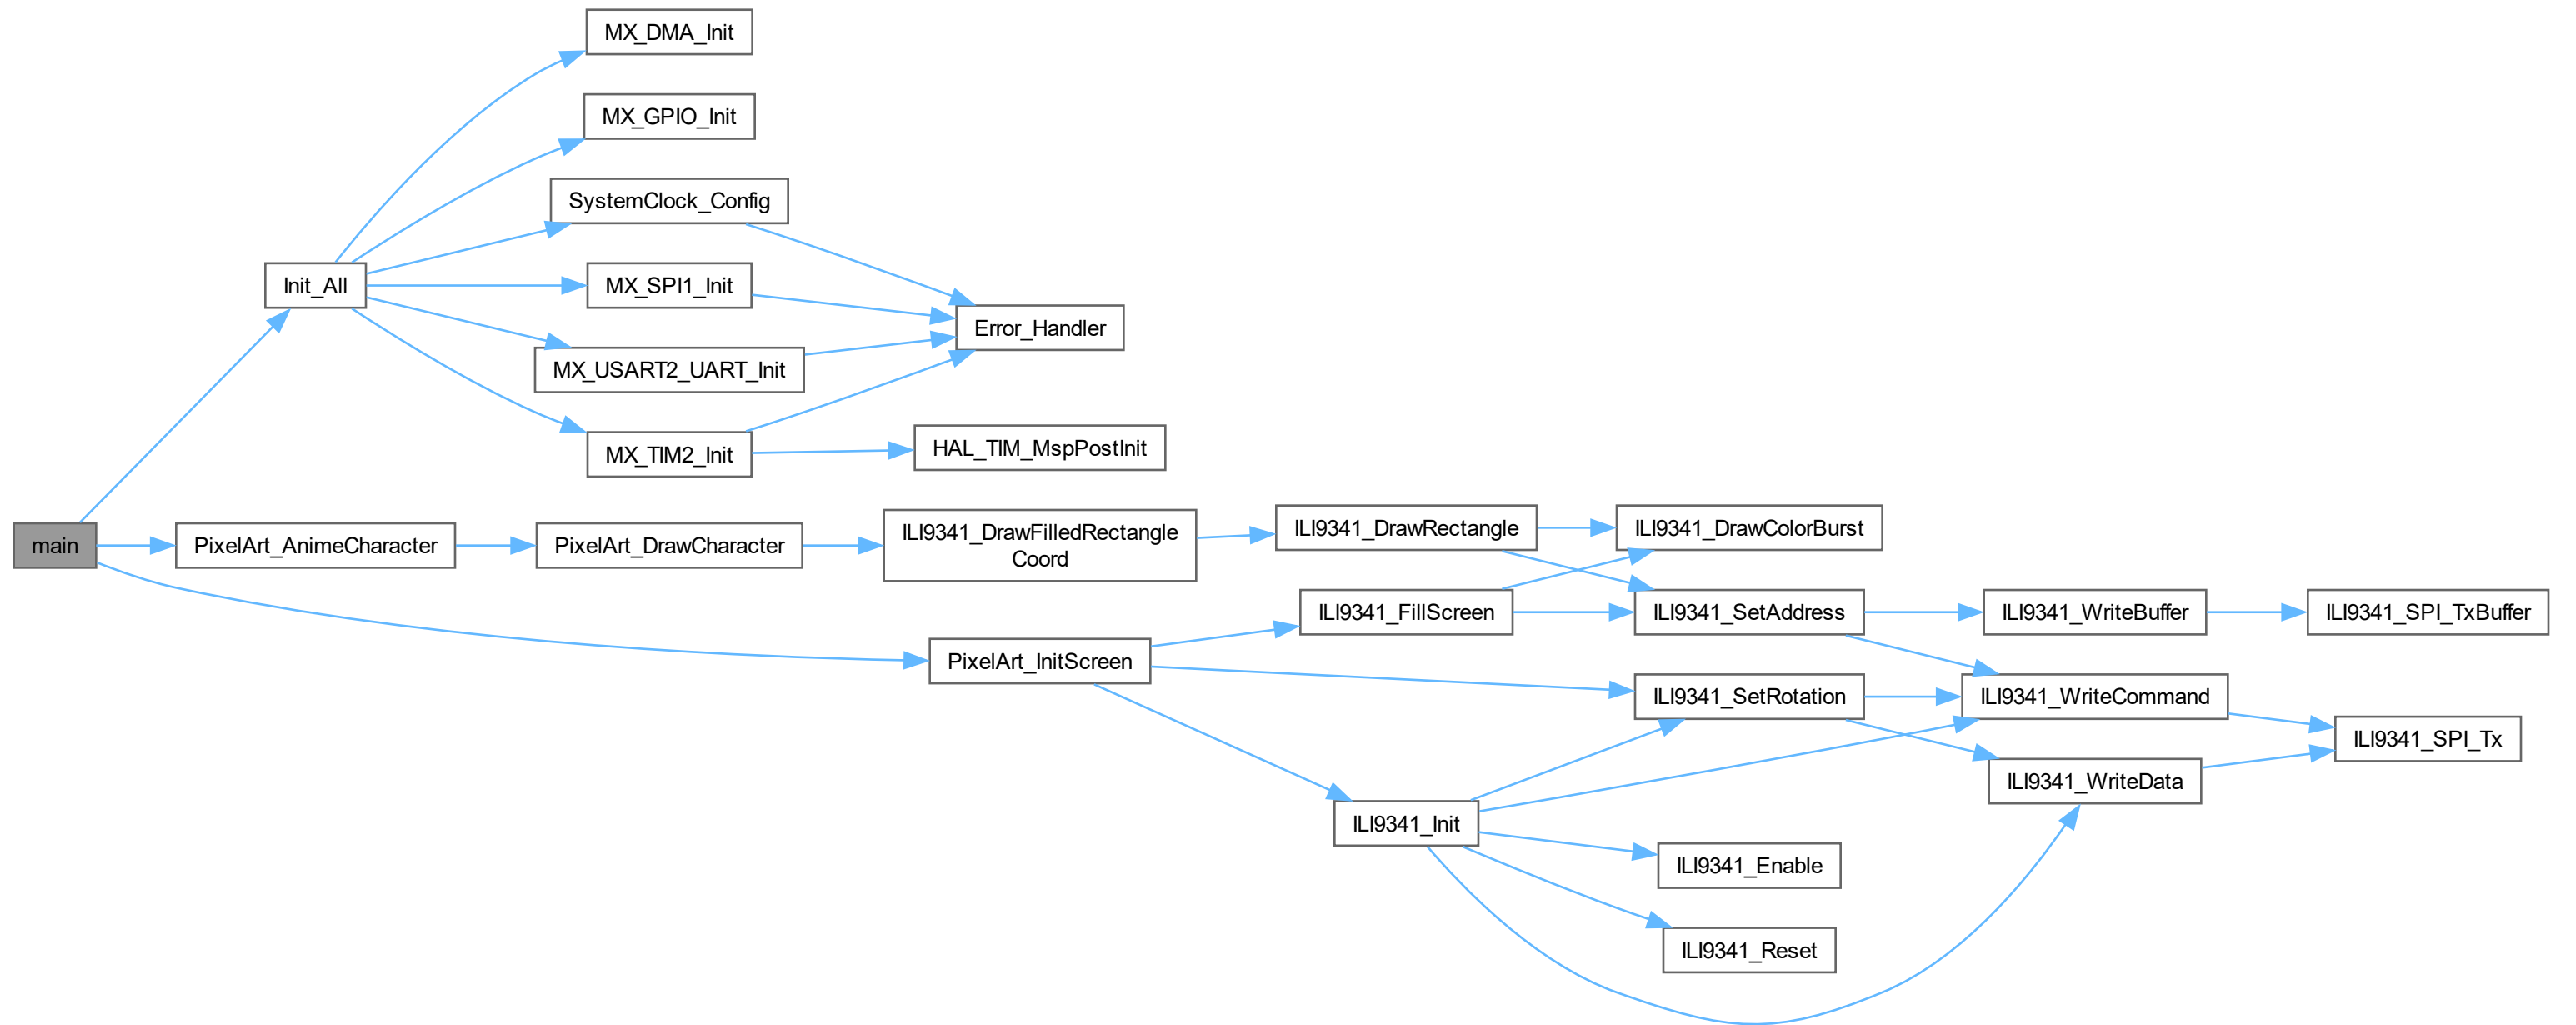 MX_DMA_Init
MX_GPIO_Init
SystemClock_Config
Init_All
MX_SPI1_Init
Error_Handler
MX_USART2_UART_Init
MX_TIM2_Init
HAL_TIM_MspPostInit
main
PixelArt_AnimeCharacter
PixelArt_DrawCharacter
ILI9341_DrawFilledRectangle
Coord
ILI9341_DrawRectangle
ILI9341_DrawColorBurst
ILI9341_FillScreen
ILI9341_SetAddress
ILI9341_WriteBuffer
ILI9341_SPI_TxBuffer
PixelArt_InitScreen
ILI9341_SetRotation
ILI9341_WriteCommand
ILI9341_SPI_Tx
ILI9341_WriteData
ILI9341_Init
ILI9341_Enable
ILI9341_Reset